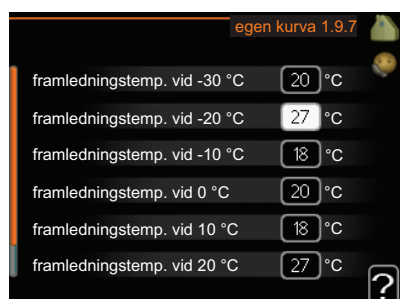 egen kurva 1.9.7
framledningstemp. vid -30 °C 20 °C
framledningstemp. vid -20 °C 27 °C
framledningstemp. vid -10 °C 18 °C
framledningstemp. vid 0 °C 20 °C
framledningstemp. vid 10 °C 18 °C
framledningstemp. vid 20 °C 27 °C
?